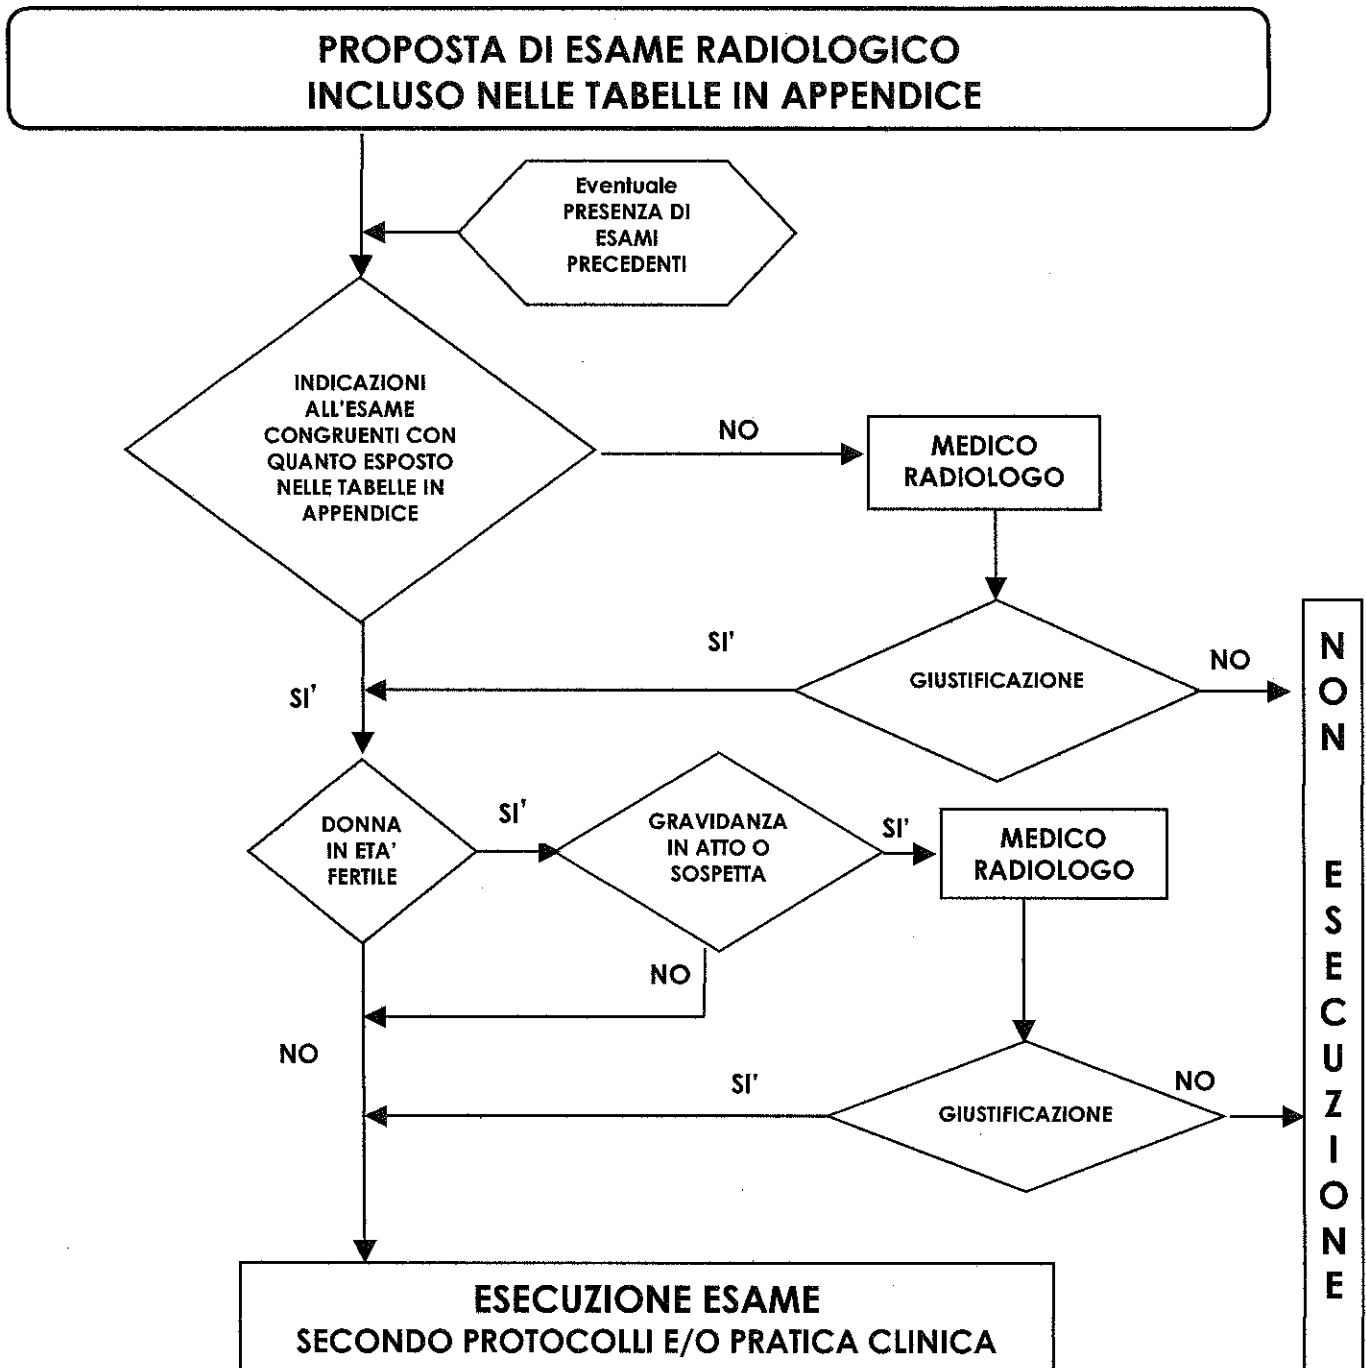 PROPOSTA DI ESAME RADIOLOGICO
INCLUSO NELLE TABELLE IN APPENDICE
Eventuale
PRESENZA DI
ESAMI
PRECEDENTI
INDICAZIONI
ALL'ESAME
CONGRUENTI CON
QUANTO ESPOSTO
NELLE TABELLE IN
APPENDICE
NO
MEDICO
RADIOLOGO
SI'
GIUSTIFICAZIONE
NO
SI'
DONNA
IN ETA'
FERTILE
SI'
GRAVIDANZA
IN ATTO O
SOSPETTA
SI'
MEDICO
RADIOLOGO
NO
NO
SI'
GIUSTIFICAZIONE
NO
NON ESECUZIONE
ESECUZIONE ESAME
SECONDO PROTOCOLLI E/O PRATICA CLINICA